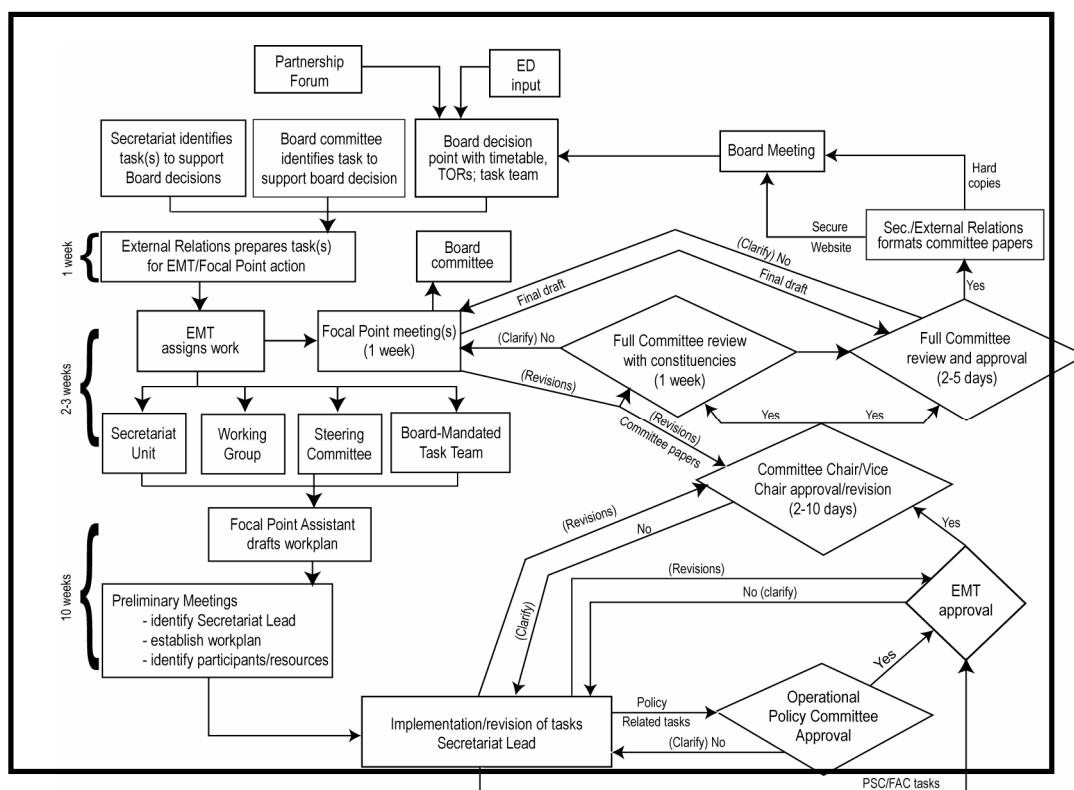 Partnership
Forum
ED
input
Secretariat identifies
task(s) to support
Board decisions
Board committee
identifies task to
support board decision
Board decision
point with timetable,
TORs; task team
Board Meeting
Hard
copies
Secure
Website
Sec./External Relations
formats committee papers
1 week
External Relations prepares task(s)
for EMT/Focal Point action
Board
committee
(Clarify) No
Final draft
Final draft
Yes
EMT
assigns work
Focal Point meeting(s)
(1 week)
(Clarify) No
Full Committee review
with constituencies
(1 week)
Full Committee
review and approval
(2-5 days)
2-3 weeks
(Revisions)
(Revisions)
Committee papers
Yes
Yes
Secretariat
Unit
Working
Group
Steering
Committee
Board-Mandated
Task Team
Committee Chair/Vice
Chair approval/revision
(2-10 days)
(Revisions)
No
(Clarify)
Yes
Focal Point Assistant
drafts workplan
10 weeks
Preliminary Meetings
- identify Secretariat Lead
- establish workplan
- identify participants/resources
(Revisions)
No (clarify)
EMT
approval
Yes
Implementation/revision of tasks
Secretariat Lead
Policy
Related tasks
(Clarify) No
Operational
Policy Committee
Approval
PSC/FAC tasks